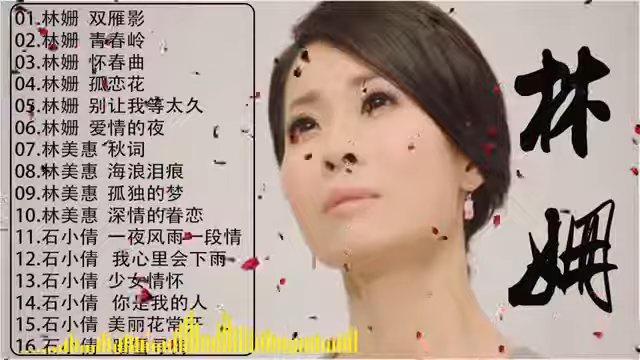 01.林姗 双雁影
02.林姗 青春岭
03.林姗 怀春曲
04.林姗 孤恋花
05.林姗 别让我等太久
06.林姗 爱情的夜
07.林美惠 秋词
08.林美惠 海浪泪痕
09.林美惠 孤独的梦
10.林美惠 深情的眷恋
11.石小倩 一夜风雨一段情
12.石小倩 我心里会下雨
13.石小倩 少女情怀
14.石小倩 你是我的人
15.石小倩 美丽花常开
16.石小倩
林姗